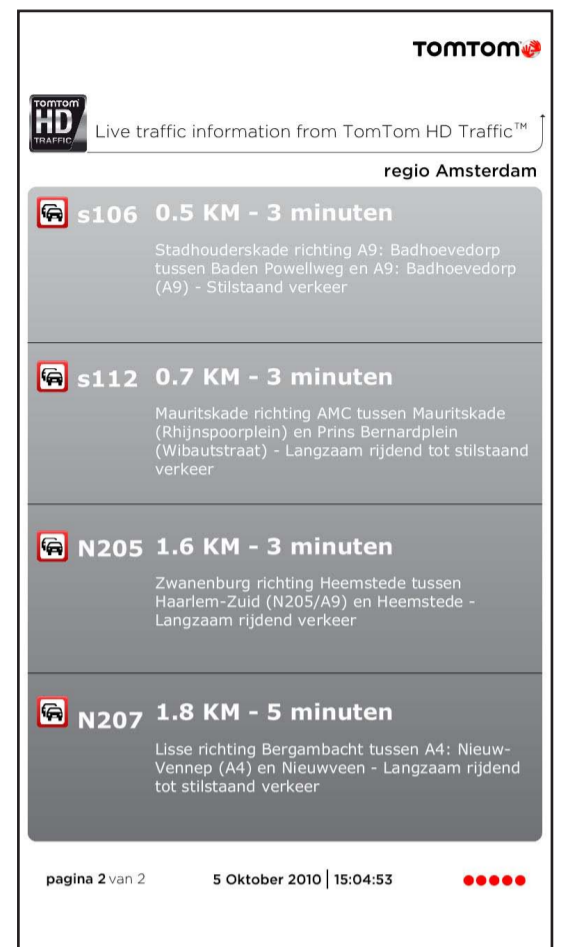 TOMTOM
TOMTOM
HD
TRAFFIC
Live traffic information from TomTom HD Traffic™
regio Amsterdam
s106 0.5 KM - 3 minuten
Stadhouderskade richting A9: Badhoevedorp
tussen Baden Powellweg en A9: Badhoevedorp
(A9) - Stilstaand verkeer
s112 0.7 KM - 3 minuten
Mauritskade richting AMC tussen Mauritskade
(Rhijnspoorplein) en Prins Bernardplein
(Wibautstraat) - Langzaam rijdend tot stilstaand
verkeer
N205 1.6 KM - 3 minuten
Zwanenburg richting Heemstede tussen
Haarlem-Zuid (N205/A9) en Heemstede -
Langzaam rijdend verkeer
N207 1.8 KM - 5 minuten
Lisse richting Bergambacht tussen A4: Nieuw-
Vennep (A4) en Nieuwveen - Langzaam rijdend
tot stilstaand verkeer
pagina 2 van 2 5 Oktober 2010 | 15:04:53